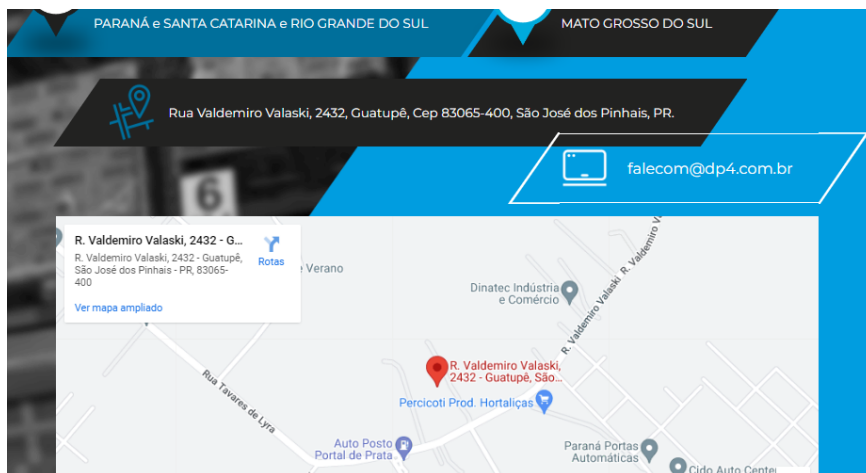 PARANÁ e SANTA CATARINA e RIO GRANDE DO SUL
MATO GROSSO DO SUL
Rua Valdemiro Valaski, 2432, Guatupê, Cep 83065-400, São José dos Pinhais, PR.
falecom@dp4.com.br
6
R. Valdemiro Valaski, 2432 - G...
R. Valdemiro Valaski, 2432 - Guatupê,
São José dos Pinhais - PR, 83065-
400
Rotas
Ver mapa ampliado
e Verano
Dinatec Indústria
e Comércio
R. Valdemiro Valaski
R. Valdemiro V
R. Valdemiro Valaski,
2432 - Guatupê, São...
Percicoti Prod. Hortaliças
Rua Tavares de Lyra
Auto Posto
Portal de Prata
Paraná Portas
Automáticas
Cido Auto Center